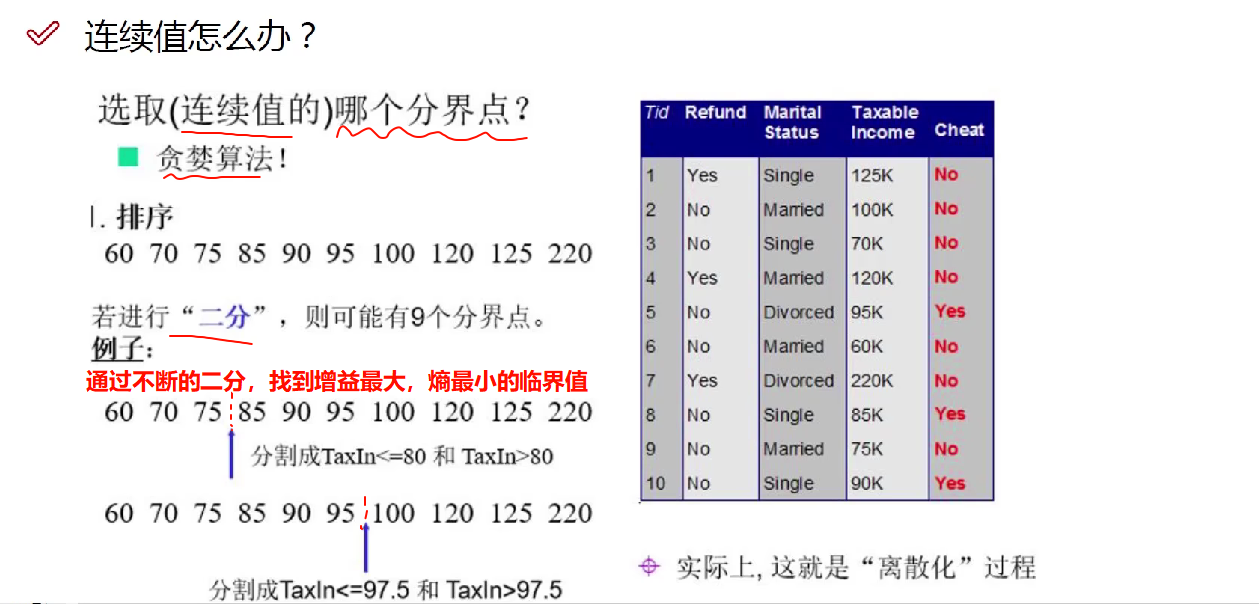 连续值怎么办？
选取(连续值的)哪个分界点？
贪婪算法！
1. 排序
60 70 75 85 90 95 100 120 125 220
若进行“二分”，则可能有9个分界点。
例子：
通过不断的二分，找到增益最大，熵最小的临界值
60 70 75 85 90 95 100 120 125 220
分割成TaxIn<=80 和 TaxIn>80
60 70 75 85 90 95 100 120 125 220
分割成TaxIn<=97.5 和 TaxIn>97.5
Tid Refund Marital Status Taxable Income Cheat
1 Yes Single 125K No
2 No Married 100K No
3 No Single 70K No
4 Yes Married 120K No
5 No Divorced 95K Yes
6 No Married 60K No
7 Yes Divorced 220K No
8 No Single 85K Yes
9 No Married 75K No
10 No Single 90K Yes
实际上, 这就是“离散化”过程